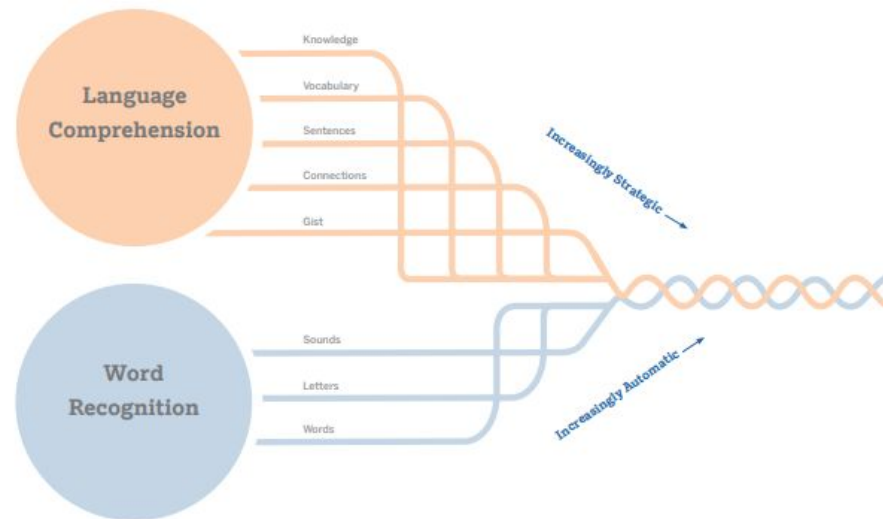 Language
Comprehension
Knowledge
Vocabulary
Sentences
Connections
Gist
Increasingly Strategic
Word
Recognition
Sounds
Letters
Words
Increasingly Automatic